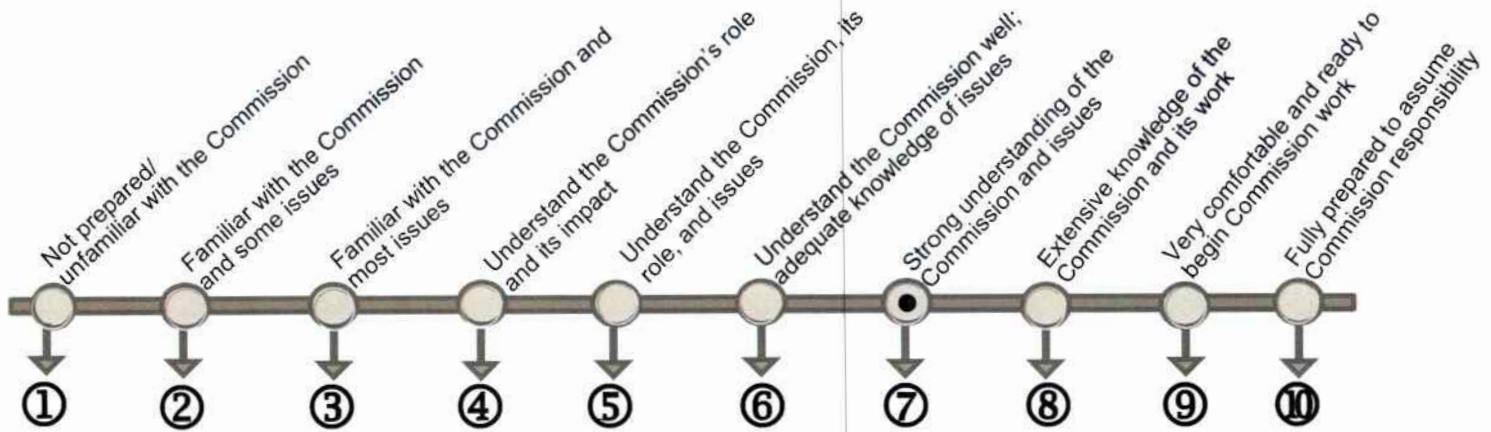 Not prepared/
unfamiliar with the Commission
Familiar with the Commission
and some issues
Familiar with the Commission and
most issues
Understand the Commission's role
and its impact
Understand the Commission, its
role, and issues
Understand the Commission well;
adequate knowledge of issues
Strong understanding of the
Commission and issues
Extensive knowledge of the
Commission and its work
Very comfortable and ready to
begin Commission work
Fully prepared to assume
Commission responsibility
① ② ③ ④ ⑤ ⑥ ⑦ ⑧ ⑨ ⑩